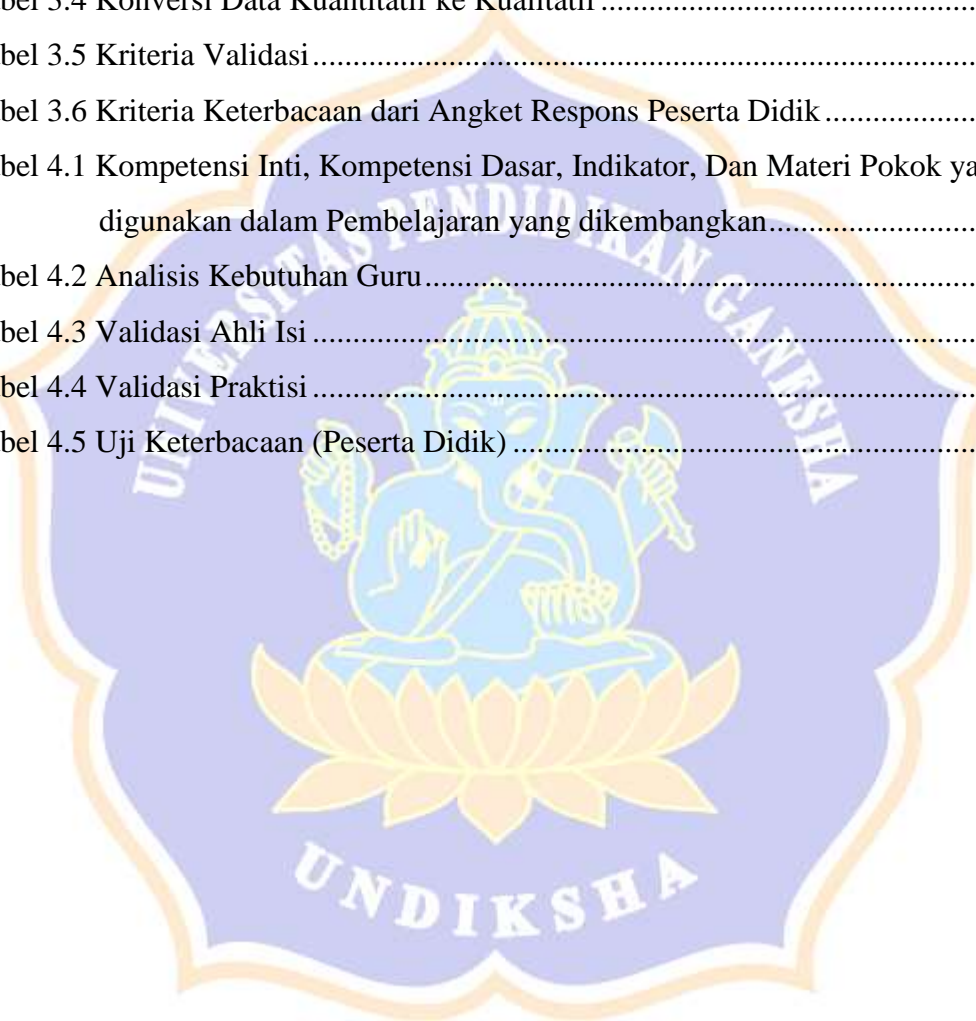 bel 3.4 Konversi Data Kuantitatif ke Kualitatif ...............................................
bel 3.5 Kriteria Validasi.....................................................................................
bel 3.6 Kriteria Keterbacaan dari Angket Respons Peserta Didik ...................
bel 4.1 Kompetensi Inti, Kompetensi Dasar, Indikator, Dan Materi Pokok ya
digunakan dalam Pembelajaran yang dikembangkan..........................
bel 4.2 Analisis Kebutuhan Guru.......................................................................
bel 4.3 Validasi Ahli Isi .....................................................................................
bel 4.4 Validasi Praktisi .....................................................................................
bel 4.5 Uji Keterbacaan (Peserta Didik) ............................................................
UNIVERSITAS PENDIDIKAN GANESHA
UNDIKSHA